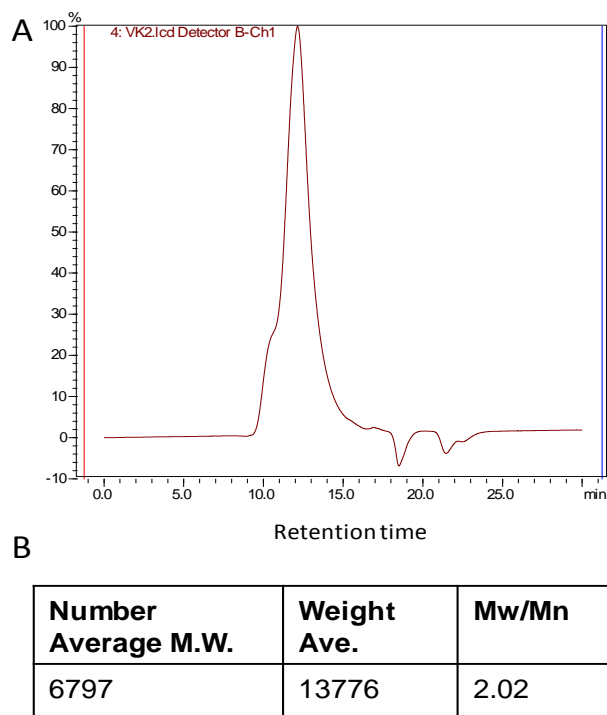 A
%
4: VK2.lcd Detector B-Ch1
100
90
80
70
60
50
40
30
20
10
0
-10
0.0 5.0 10.0 15.0 20.0 25.0 min
Retention time
B
Number Average M.W. Weight Ave. Mw/Mn
6797 13776 2.02